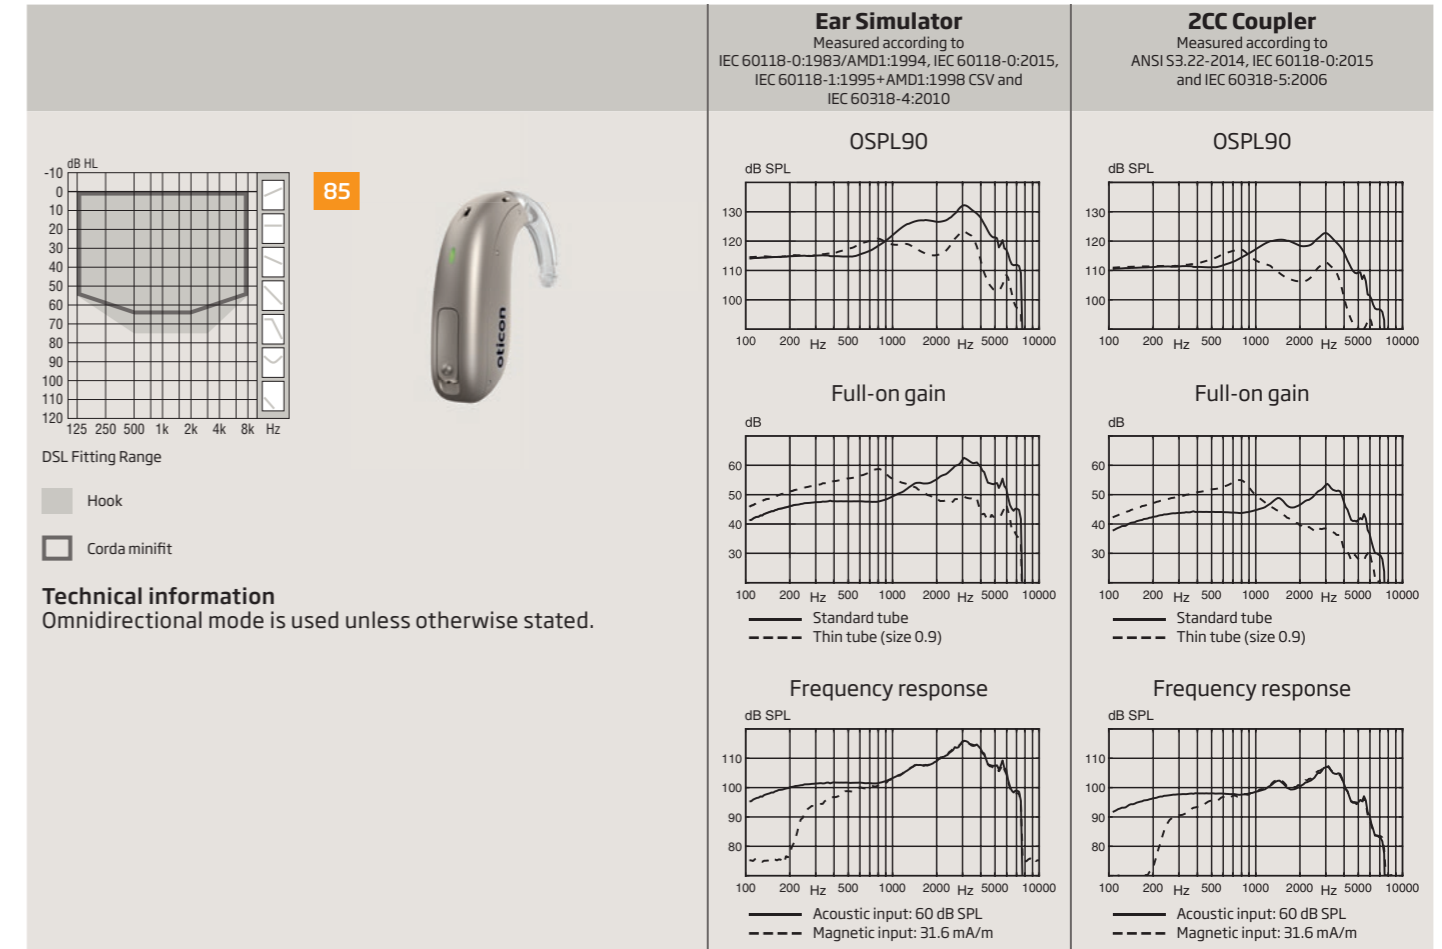 Ear Simulator
Measured according to
IEC 60118-0:1983/AMD1:1994, IEC 60118-0:2015,
IEC 60118-1:1995+AMD1:1998 CSV and
IEC 60318-4:2010
2CC Coupler
Measured according to
ANSI S3.22-2014, IEC 60118-0:2015
and IEC 60318-5:2006
dB HL
-10
0
10
20
30
40
50
60
70
80
90
100
110
120
125 250 500 1k 2k 4k 8k Hz
DSL Fitting Range
Hook
Corda minifit
85
oticon
Technical information
Omnidirectional mode is used unless otherwise stated.
OSPL90
dB SPL
130
120
110
100
100 200 Hz 500 1000 2000 Hz 5000 10000
Full-on gain
dB
60
50
40
30
100 200 Hz 500 1000 2000 Hz 5000 10000
Standard tube
Thin tube (size 0.9)
Frequency response
dB SPL
110
100
90
80
100 200 Hz 500 1000 2000 Hz 5000 10000
Acoustic input: 60 dB SPL
Magnetic input: 31.6 mA/m
OSPL90
dB SPL
130
120
110
100
100 200 Hz 500 1000 2000 Hz 5000 10000
Full-on gain
dB
60
50
40
30
100 200 Hz 500 1000 2000 Hz 5000 10000
Standard tube
Thin tube (size 0.9)
Frequency response
dB SPL
110
100
90
80
100 200 Hz 500 1000 2000 Hz 5000 10000
Acoustic input: 60 dB SPL
Magnetic input: 31.6 mA/m